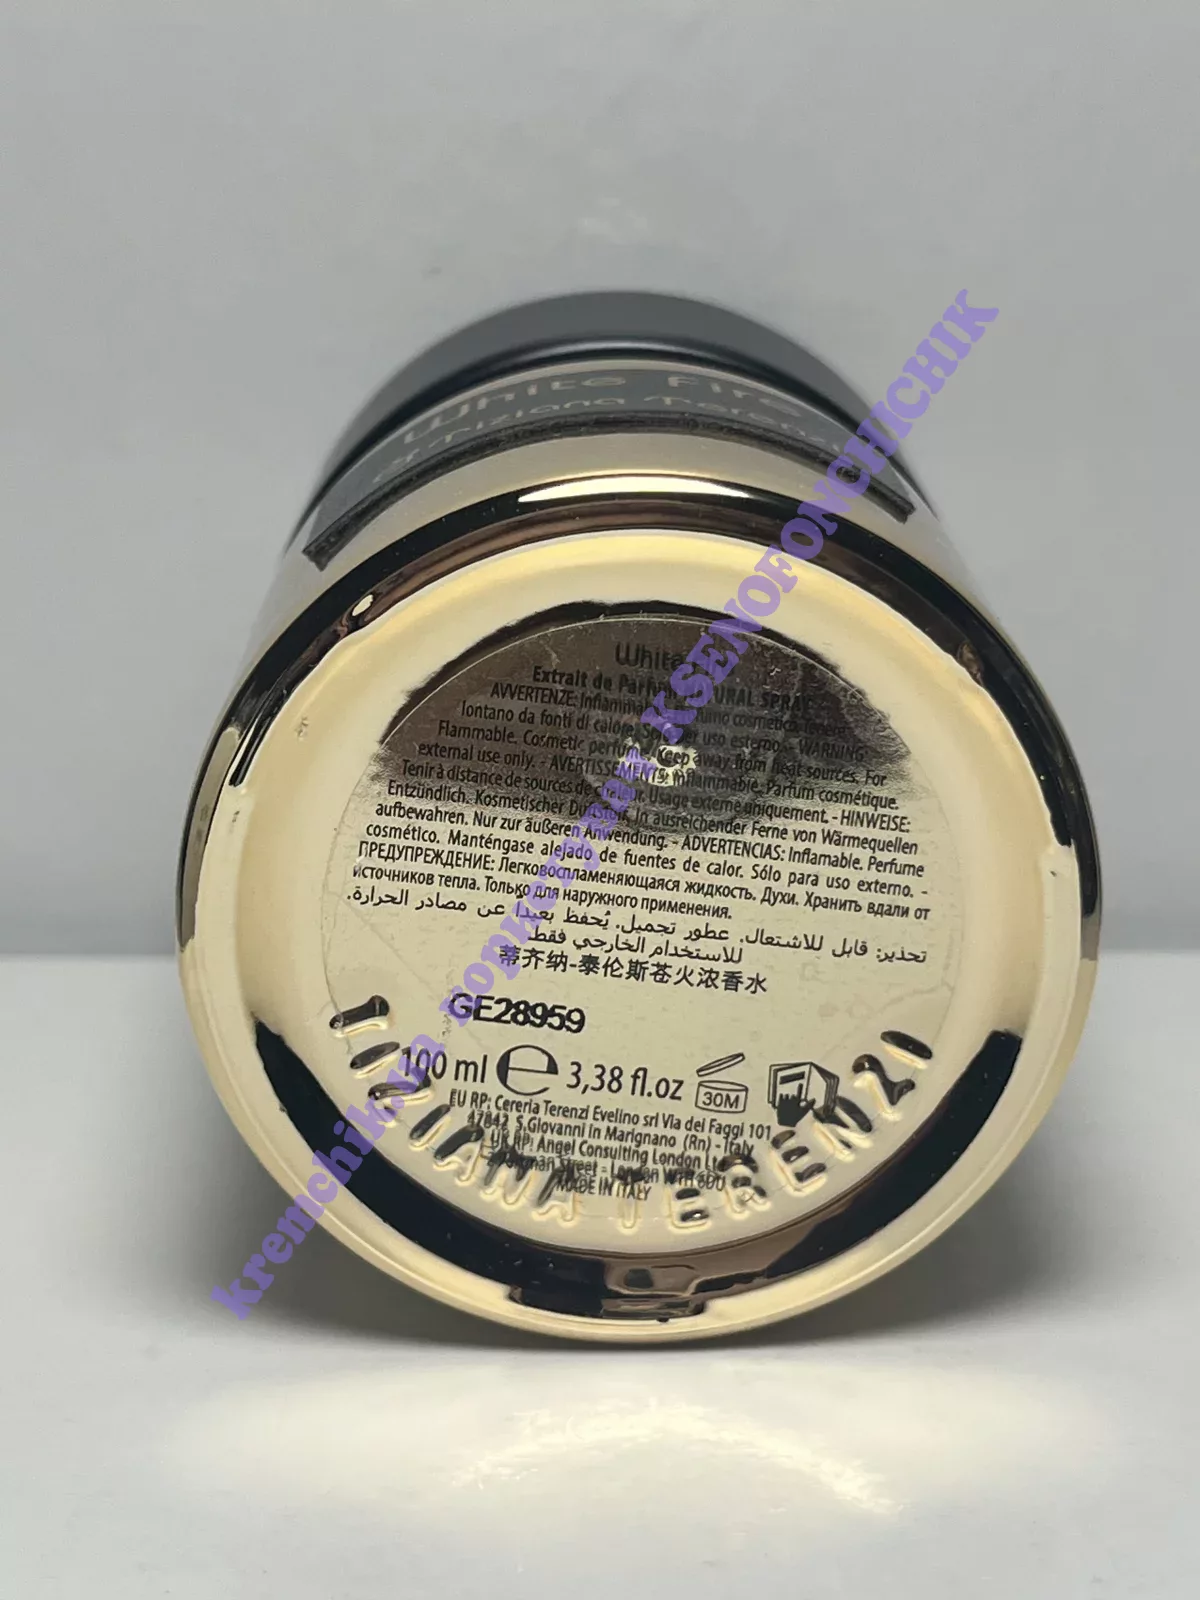 White Fire
Tiziana Terenzi
White
Extrait de Parfum NATURAL SPRAY
AVVERTENZE: Infiammabile. Profumo cosmetico. Tenere
lontano da fonti di calore. Solo per uso esterno. - WARNING:
Flammable. Cosmetic perfume. Keep away from heat sources. For
external use only. - AVERTISSEMENTS: Inflammable. Parfum cosmétique.
Tenir à distance de sources de chaleur. Usage externe uniquement. - HINWEISE:
Entzündlich. Kosmetischer Duftstoff. In ausreichender Ferne von Wärmequellen
aufbewahren. Nur zur äußeren Anwendung. - ADVERTENCIAS: Inflamable. Perfume
cosmético. Manténgase alejado de fuentes de calor. Sólo para uso externo. -
ПРЕДУПРЕЖДЕНИЕ: Легковоспламеняющаяся жидкость. Духи. Хранить вдали от
источников тепла. Только для наружного применения.
تحذير: قابل للاشتعال. عطور تجميل. يُحفظ بعيداً عن مصادر الحرارة.
للاستخدام الخارجي فقط
蒂齐纳-泰伦斯苍火浓香水
GE28959
100 ml e 3,38 fl.oz 30M
EU RP: Cereria Terenzi Evelino srl Via dei Faggi 101
47842 S.Giovanni in Marignano (Rn) - Italy
UK RP: Angel Consulting London Ltd
Street - London W1H
MADE IN ITALY
TIZIANA TERENZI
kremchik.ua користувач KSENOFONCHICHIK